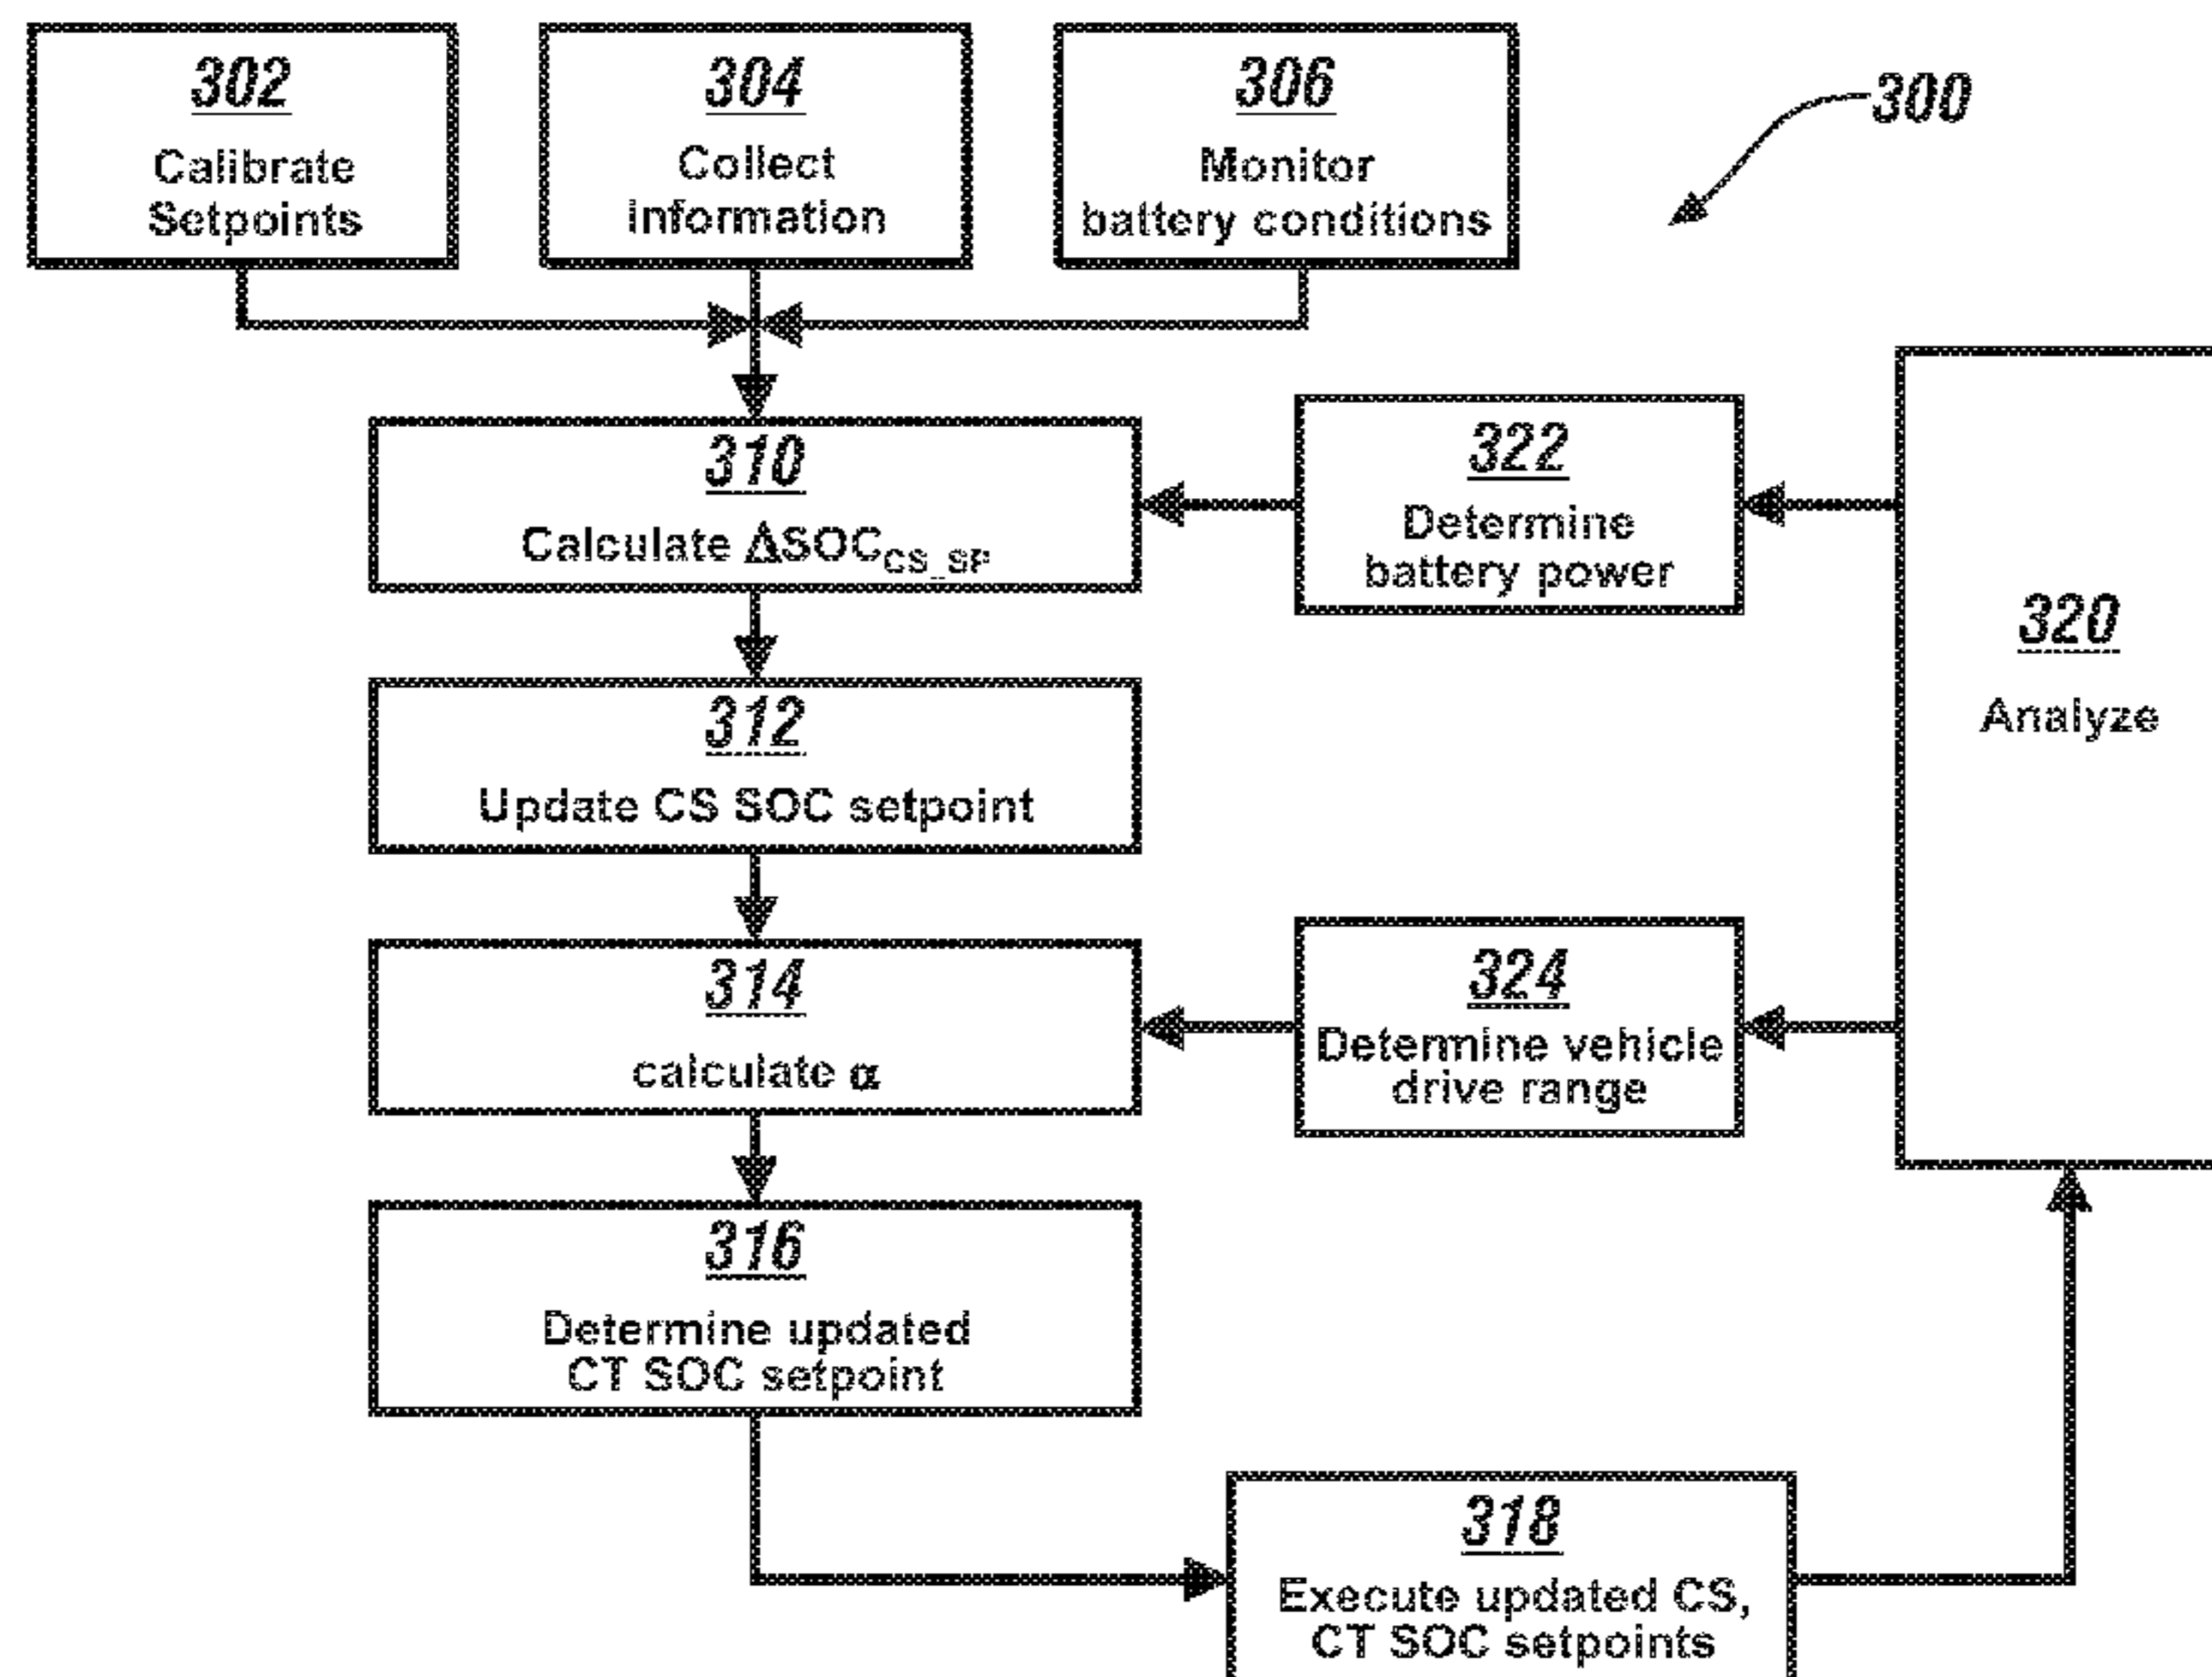 302
Calibrate
Setpoints
304
Collect
information
306
Monitor
battery conditions
300
310
Calculate ΔSOC_CS_SP
322
Determine
battery power
320
Analyze
312
Update CS SOC setpoint
314
calculate α
324
Determine vehicle
drive range
316
Determine updated
CT SOC setpoint
318
Execute updated CS,
CT SOC setpoints